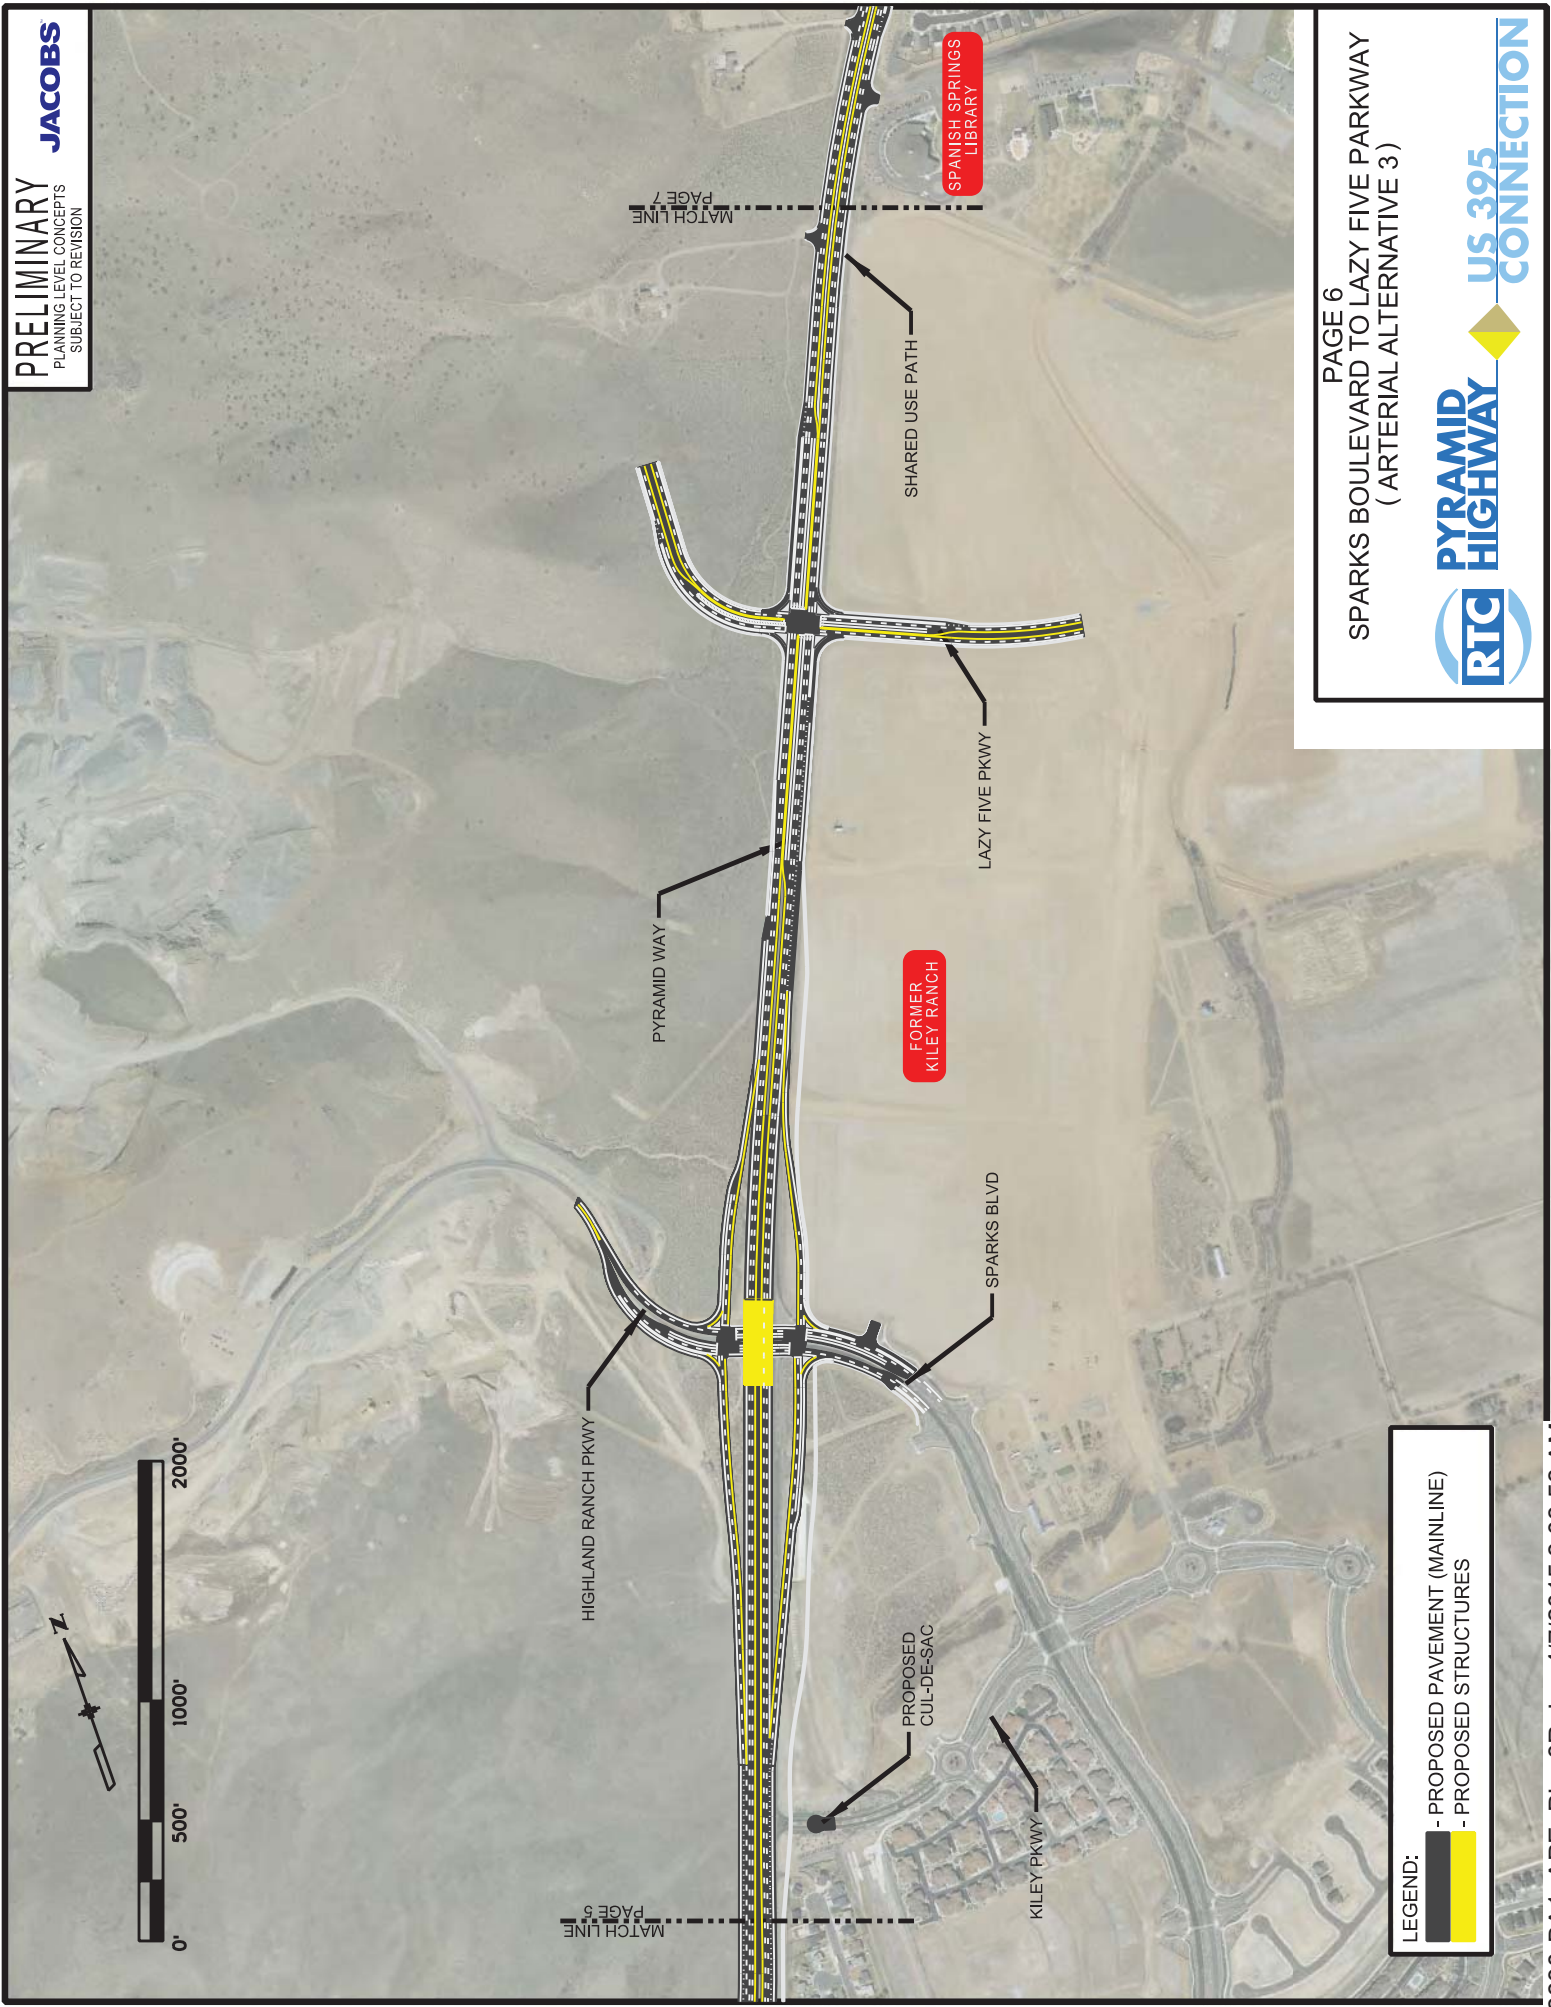 PRELIMINARY
PLANNING LEVEL CONCEPTS
SUBJECT TO REVISION
JACOBS
N
0'
500'
1000'
2000'
MATCH LINE
PAGE 5
MATCH LINE
PAGE 7
HIGHLAND RANCH PKWY
PYRAMID WAY
SHARED USE PATH
SPANISH SPRINGS
LIBRARY
LAZY FIVE PKWY
FORMER
KILEY RANCH
SPARKS BLVD
PROPOSED
CUL-DE-SAC
KILEY PKWY
LEGEND:
- PROPOSED PAVEMENT (MAINLINE)
- PROPOSED STRUCTURES
PAGE 6
SPARKS BOULEVARD TO LAZY FIVE PARKWAY
( ARTERIAL ALTERNATIVE 3 )
RTC
PYRAMID
HIGHWAY
US 395
CONNECTION